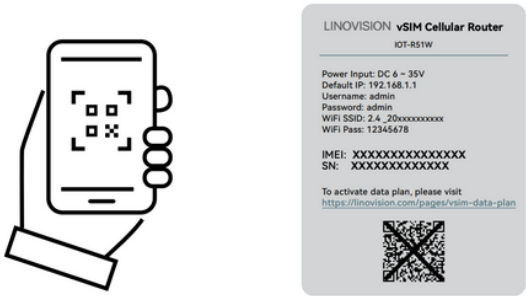 LINOVISION vSIM Cellular Router
IOT-R51W
Power Input: DC 6 ~ 35V
Default IP: 192.168.1.1
Username: admin
Password: admin
WiFi SSID: 2.4 _20xxxxxxxxxx
WiFi Pass: 12345678
IMEI: XXXXXXXXXXXXXXX
SN: XXXXXXXXXXXXX
To activate data plan, please visit
https://linovision.com/pages/vsim-data-plan